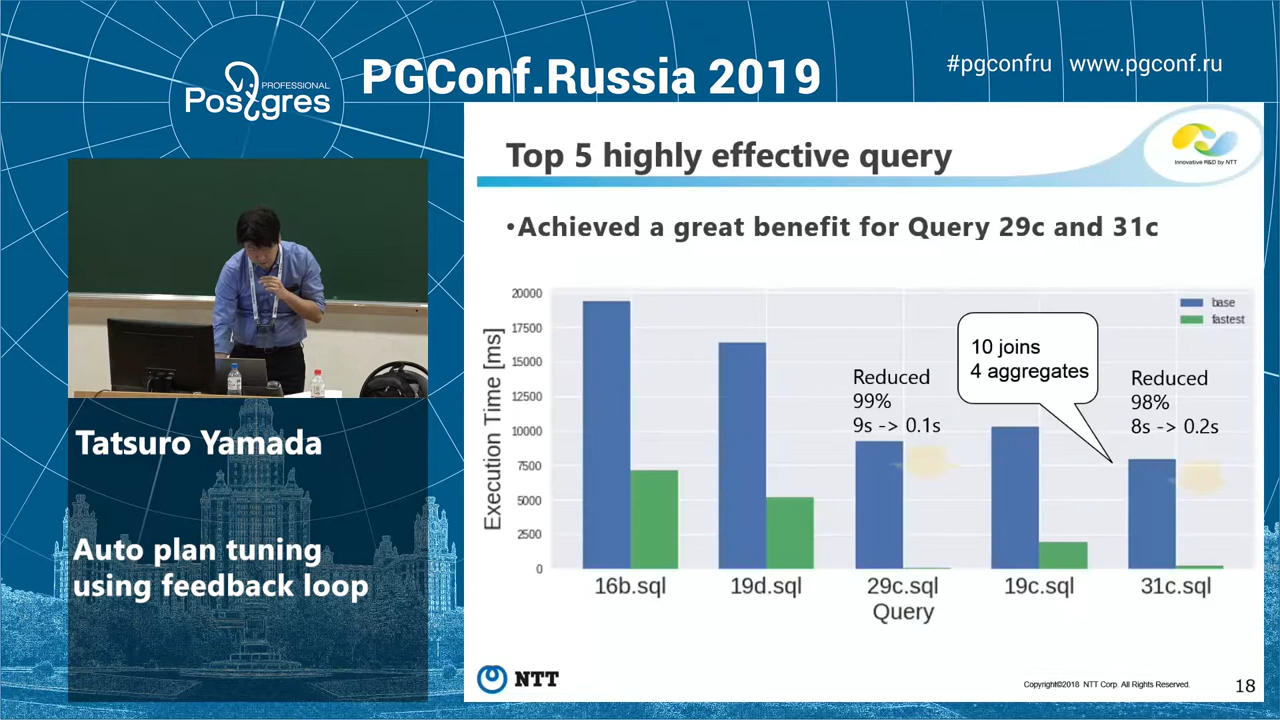 PROFESSIONAL
Postgres
PGConf.Russia 2019
#pgconfru www.pgconf.ru
Tatsuro Yamada
Auto plan tuning
using feedback loop
Top 5 highly effective query
Innovative R&D by NTT
•Achieved a great benefit for Query 29c and 31c
Execution Time [ms]
20000
17500
15000
12500
10000
7500
5000
2500
0
base
fastest
Reduced
99%
9s -> 0.1s
10 joins
4 aggregates
Reduced
98%
8s -> 0.2s
16b.sql
19d.sql
29c.sql
19c.sql
31c.sql
Query
NTT
Copyright©2018 NTT Corp. All Rights Reserved.
18